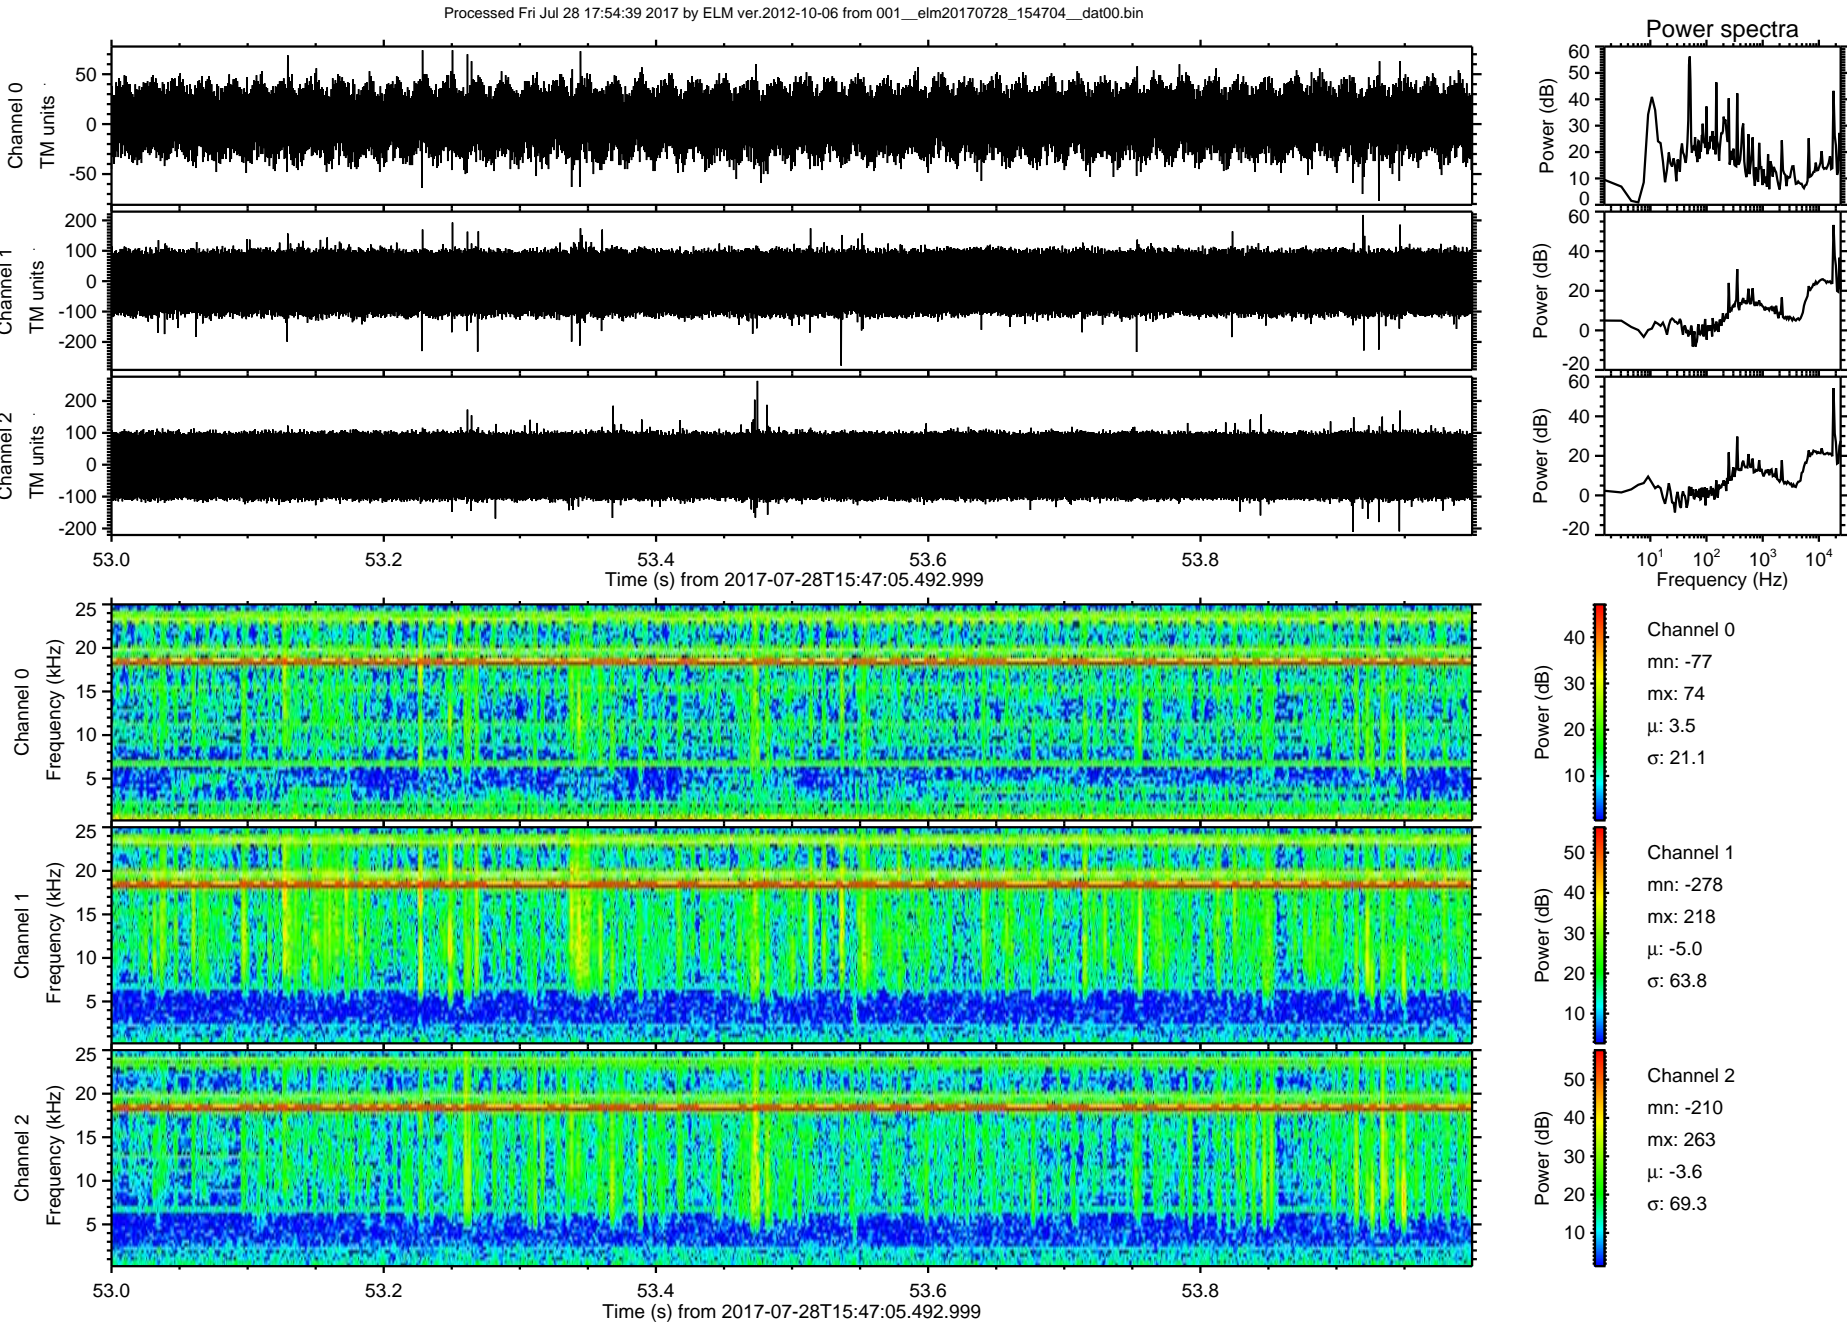 Processed Fri Jul 28 17:54:39 2017 by ELM ver.2012-10-06 from 001__elm20170728_154704__dat00.bin
Power spectra
Channel 0
TM units
50
0
-50
Power (dB)
60
50
40
30
20
10
0
Channel 1
TM units
200
100
0
-100
-200
Power (dB)
60
40
20
0
-20
Channel 2
TM units
200
100
0
-100
-200
Power (dB)
60
40
20
0
-20
53.0 53.2 53.4 53.6 53.8
Time (s) from 2017-07-28T15:47:05.492.999
10^1 10^2 10^3 10^4
Frequency (Hz)
Channel 0
Frequency (kHz)
25
20
15
10
5
Power (dB)
40
30
20
10
Channel 0
mn: -77
mx: 74
μ: 3.5
σ: 21.1
Channel 1
Frequency (kHz)
25
20
15
10
5
Power (dB)
50
40
30
20
10
Channel 1
mn: -278
mx: 218
μ: -5.0
σ: 63.8
Channel 2
Frequency (kHz)
25
20
15
10
5
Power (dB)
50
40
30
20
10
Channel 2
mn: -210
mx: 263
μ: -3.6
σ: 69.3
53.0 53.2 53.4 53.6 53.8
Time (s) from 2017-07-28T15:47:05.492.999